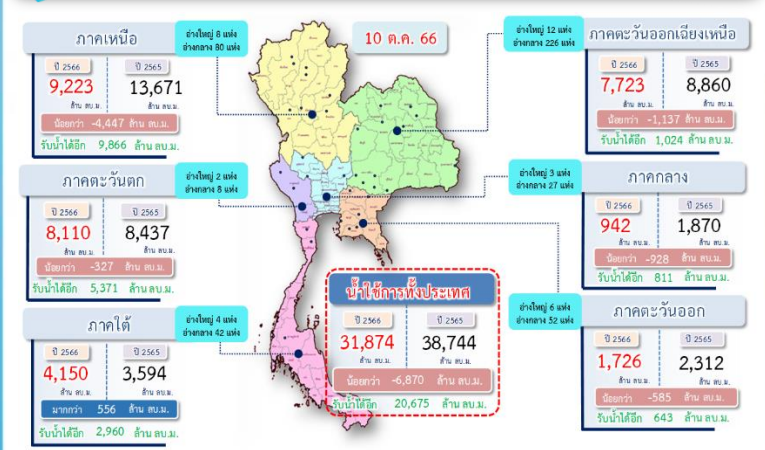 10 ต.ค. 66
ภาคเหนือ
อ่างใหญ่ 8 แห่ง
อ่างกลาง 80 แห่ง
ปี 2566 ปี 2565
9,223 13,671
ล้าน ลบ.ม. ล้าน ลบ.ม.
น้อยกว่า -4,447 ล้าน ลบ.ม.
รับน้ำได้อีก 9,866 ล้าน ลบ.ม.
ภาคตะวันออกเฉียงเหนือ
อ่างใหญ่ 12 แห่ง
อ่างกลาง 226 แห่ง
ปี 2566 ปี 2565
7,723 8,860
ล้าน ลบ.ม. ล้าน ลบ.ม.
น้อยกว่า -1,137 ล้าน ลบ.ม.
รับน้ำได้อีก 1,024 ล้าน ลบ.ม.
ภาคตะวันตก
อ่างใหญ่ 2 แห่ง
อ่างกลาง 8 แห่ง
ปี 2566 ปี 2565
8,110 8,437
ล้าน ลบ.ม. ล้าน ลบ.ม.
น้อยกว่า -327 ล้าน ลบ.ม.
รับน้ำได้อีก 5,371 ล้าน ลบ.ม.
ภาคกลาง
อ่างใหญ่ 3 แห่ง
อ่างกลาง 27 แห่ง
ปี 2566 ปี 2565
942 1,870
ล้าน ลบ.ม. ล้าน ลบ.ม.
น้อยกว่า -928 ล้าน ลบ.ม.
รับน้ำได้อีก 811 ล้าน ลบ.ม.
ภาคใต้
อ่างใหญ่ 4 แห่ง
อ่างกลาง 42 แห่ง
ปี 2566 ปี 2565
4,150 3,594
ล้าน ลบ.ม. ล้าน ลบ.ม.
มากกว่า 556 ล้าน ลบ.ม.
รับน้ำได้อีก 2,960 ล้าน ลบ.ม.
น้ำใช้การทั้งประเทศ
ปี 2566 ปี 2565
31,874 38,744
ล้าน ลบ.ม. ล้าน ลบ.ม.
น้อยกว่า -6,870 ล้าน ลบ.ม.
รับน้ำได้อีก 20,675 ล้าน ลบ.ม.
ภาคตะวันออก
อ่างใหญ่ 6 แห่ง
อ่างกลาง 52 แห่ง
ปี 2566 ปี 2565
1,726 2,312
ล้าน ลบ.ม. ล้าน ลบ.ม.
น้อยกว่า -585 ล้าน ลบ.ม.
รับน้ำได้อีก 643 ล้าน ลบ.ม.